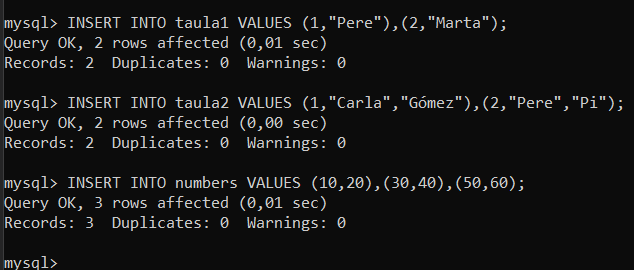 mysql> INSERT INTO taula1 VALUES (1,"Pere"),(2,"Marta");
Query OK, 2 rows affected (0,01 sec)
Records: 2  Duplicates: 0  Warnings: 0
mysql> INSERT INTO taula2 VALUES (1,"Carla","Gómez"),(2,"Pere","Pi");
Query OK, 2 rows affected (0,00 sec)
Records: 2  Duplicates: 0  Warnings: 0
mysql> INSERT INTO numbers VALUES (10,20),(30,40),(50,60);
Query OK, 3 rows affected (0,01 sec)
Records: 3  Duplicates: 0  Warnings: 0
mysql>